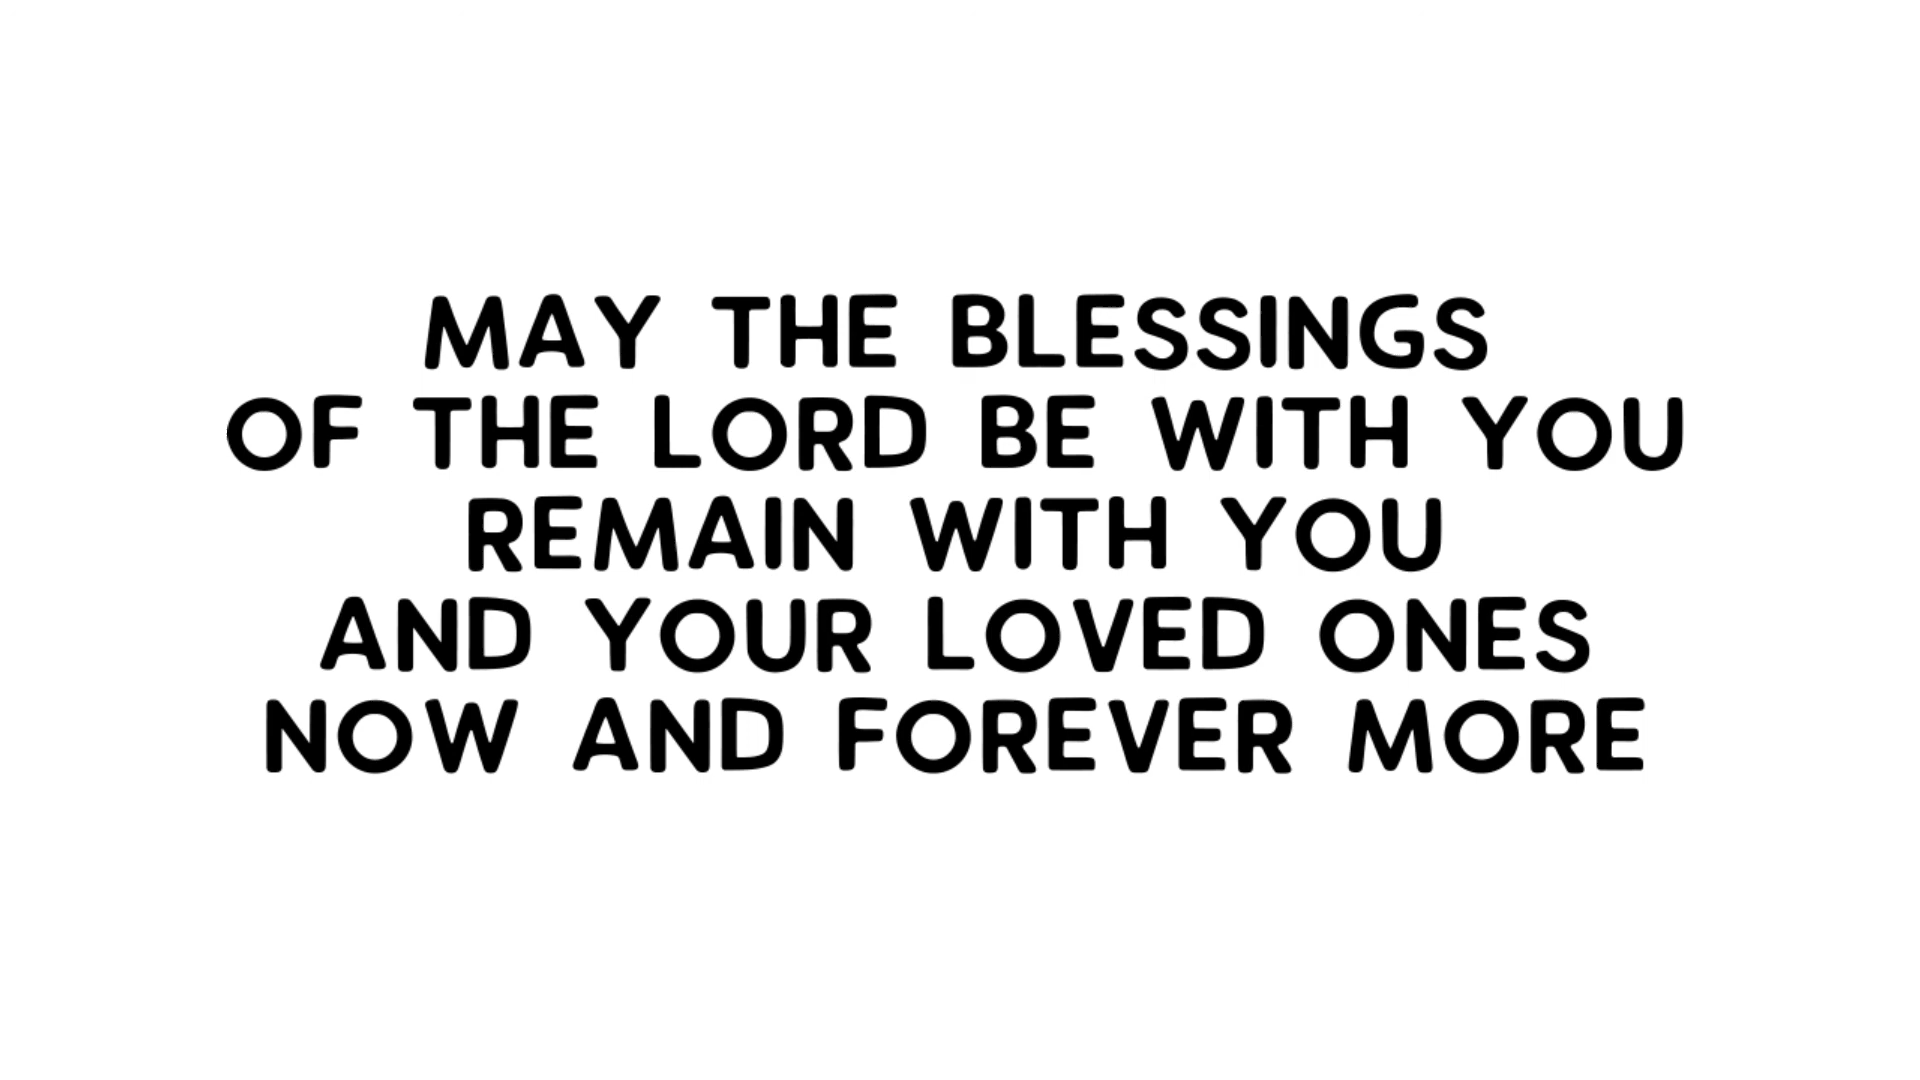 MAY THE BLESSINGS
OF THE LORD BE WITH YOU
REMAIN WITH YOU
AND YOUR LOVED ONES
NOW AND FOREVER MORE